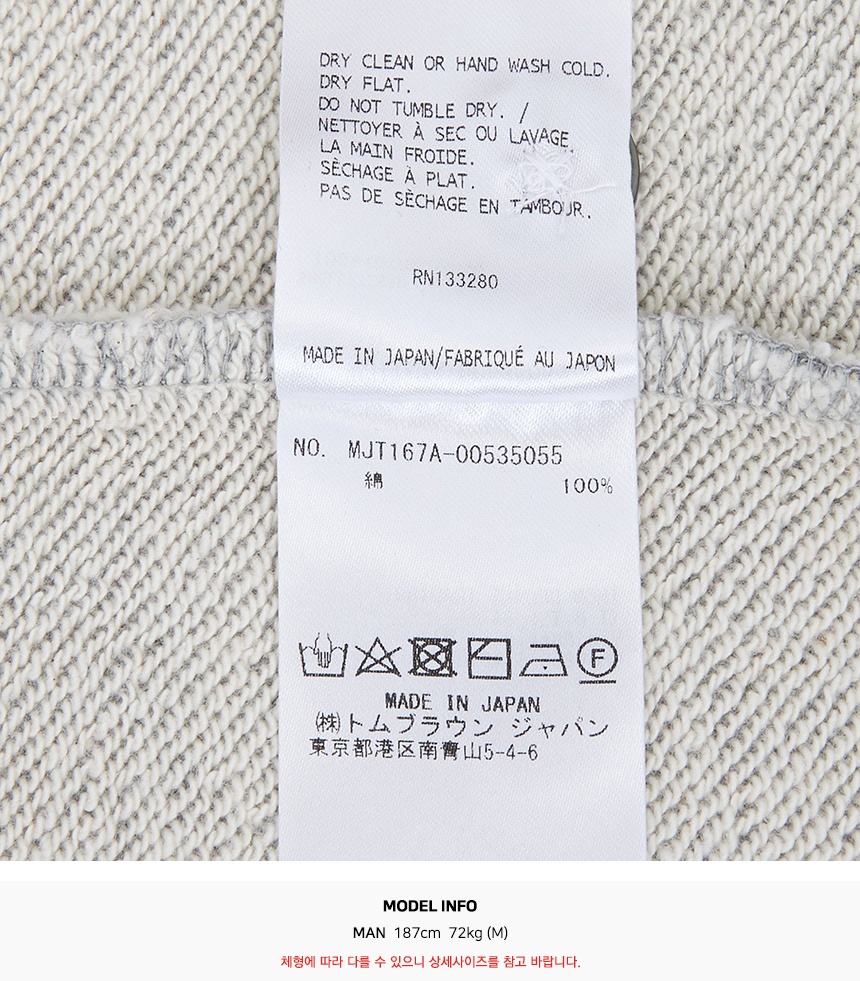 DRY CLEAN OR HAND WASH COLD.
DRY FLAT.
DO NOT TUMBLE DRY. /
NETTOYER À SEC OU LAVAGE
LA MAIN FROIDE.
SÈCHAGE À PLAT.
PAS DE SÈCHAGE EN TAMBOUR.
RN133280
MADE IN JAPAN/FABRIQUÉ AU JAPON
NO. MJT167A-00535055
綿 100%
F
MADE IN JAPAN
㈱トムブラウン ジャパン
東京都港区南青山5-4-6
MODEL INFO
MAN 187cm 72kg (M)
체형에 따라 다를 수 있으니 상세사이즈를 참고 바랍니다.